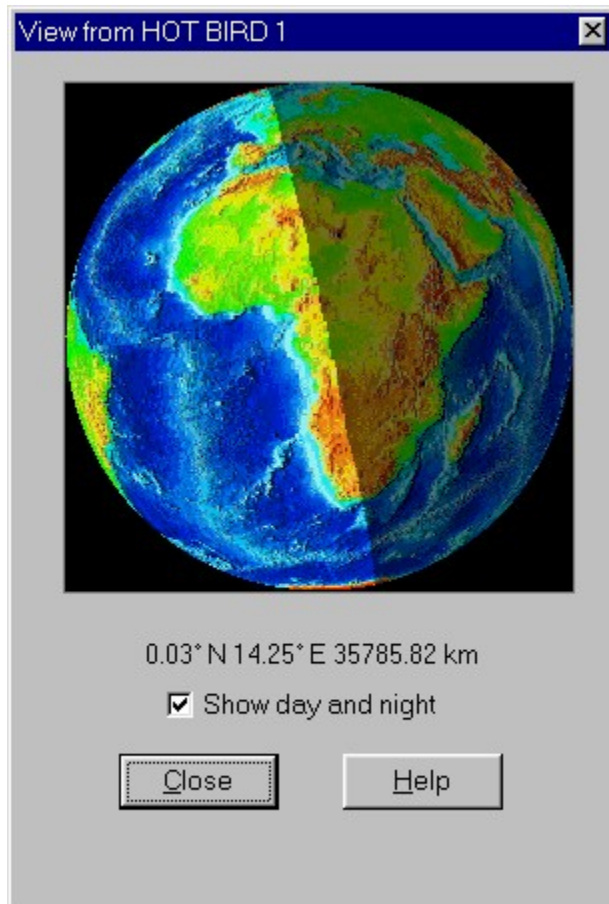 View from HOT BIRD 1
0.03° N 14.25° E 35785.82 km
Show day and night
Close
Help